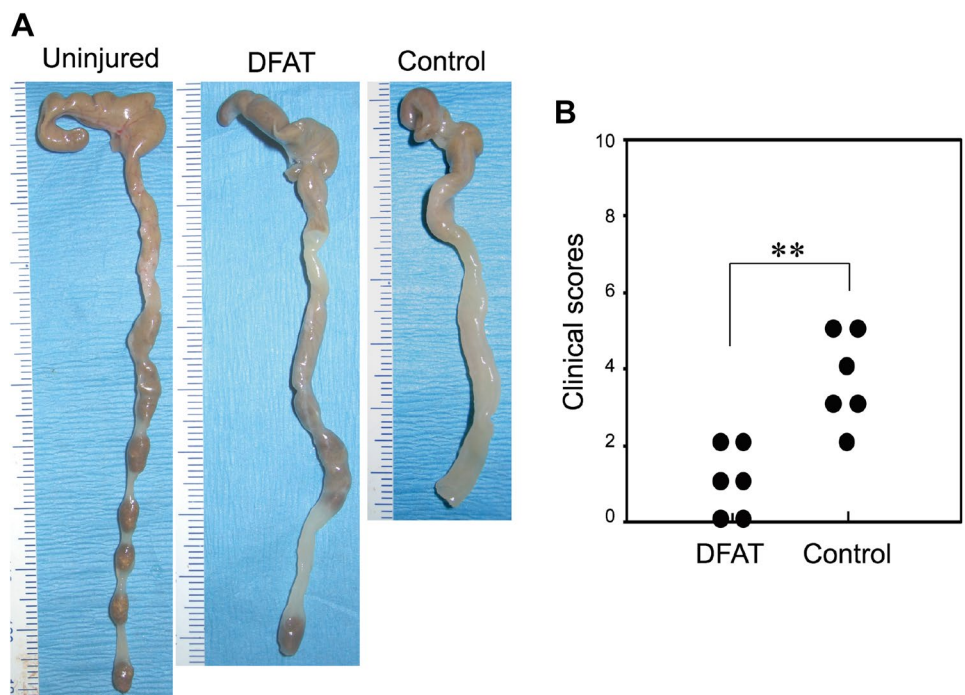 A
Uninjured
DFAT
Control
B
10
8
6
4
2
0
Clinical scores
**
DFAT
Control